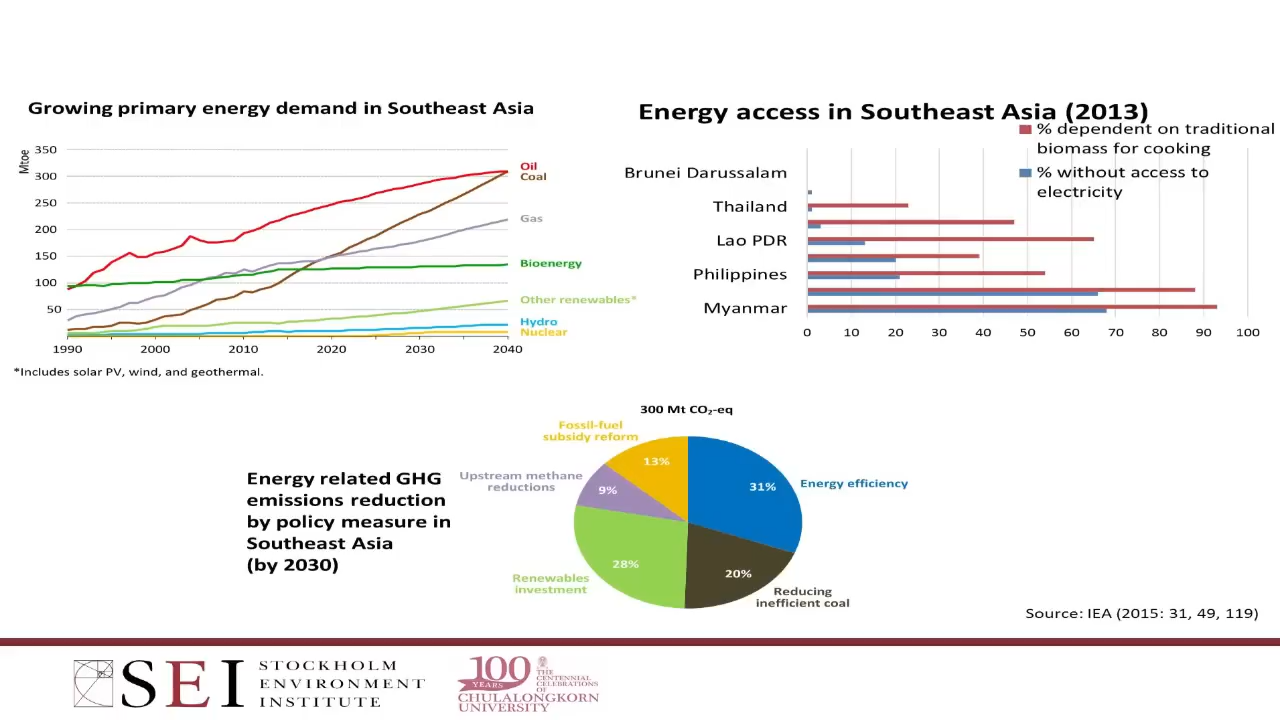 Growing primary energy demand in Southeast Asia
Mtoe
350
300
250
200
150
100
50
1990
2000
2010
2020
2030
2040
Oil
Coal
Gas
Bioenergy
Other renewables*
Hydro
Nuclear
*Includes solar PV, wind, and geothermal.
Energy access in Southeast Asia (2013)
% dependent on traditional
biomass for cooking
% without access to
electricity
Brunei Darussalam
Thailand
Lao PDR
Philippines
Myanmar
0
10
20
30
40
50
60
70
80
90
100
Energy related GHG
emissions reduction
by policy measure in
Southeast Asia
(by 2030)
300 Mt CO₂-eq
Fossil-fuel
subsidy reform
13%
Upstream methane
reductions
9%
31%
Energy efficiency
28%
Renewables
investment
20%
Reducing
inefficient coal
Source: IEA (2015: 31, 49, 119)
SEI
STOCKHOLM
ENVIRONMENT
INSTITUTE
100
YEARS
THE
CENTENNIAL
CELEBRATIONS
OF
CHULALONGKORN
UNIVERSITY